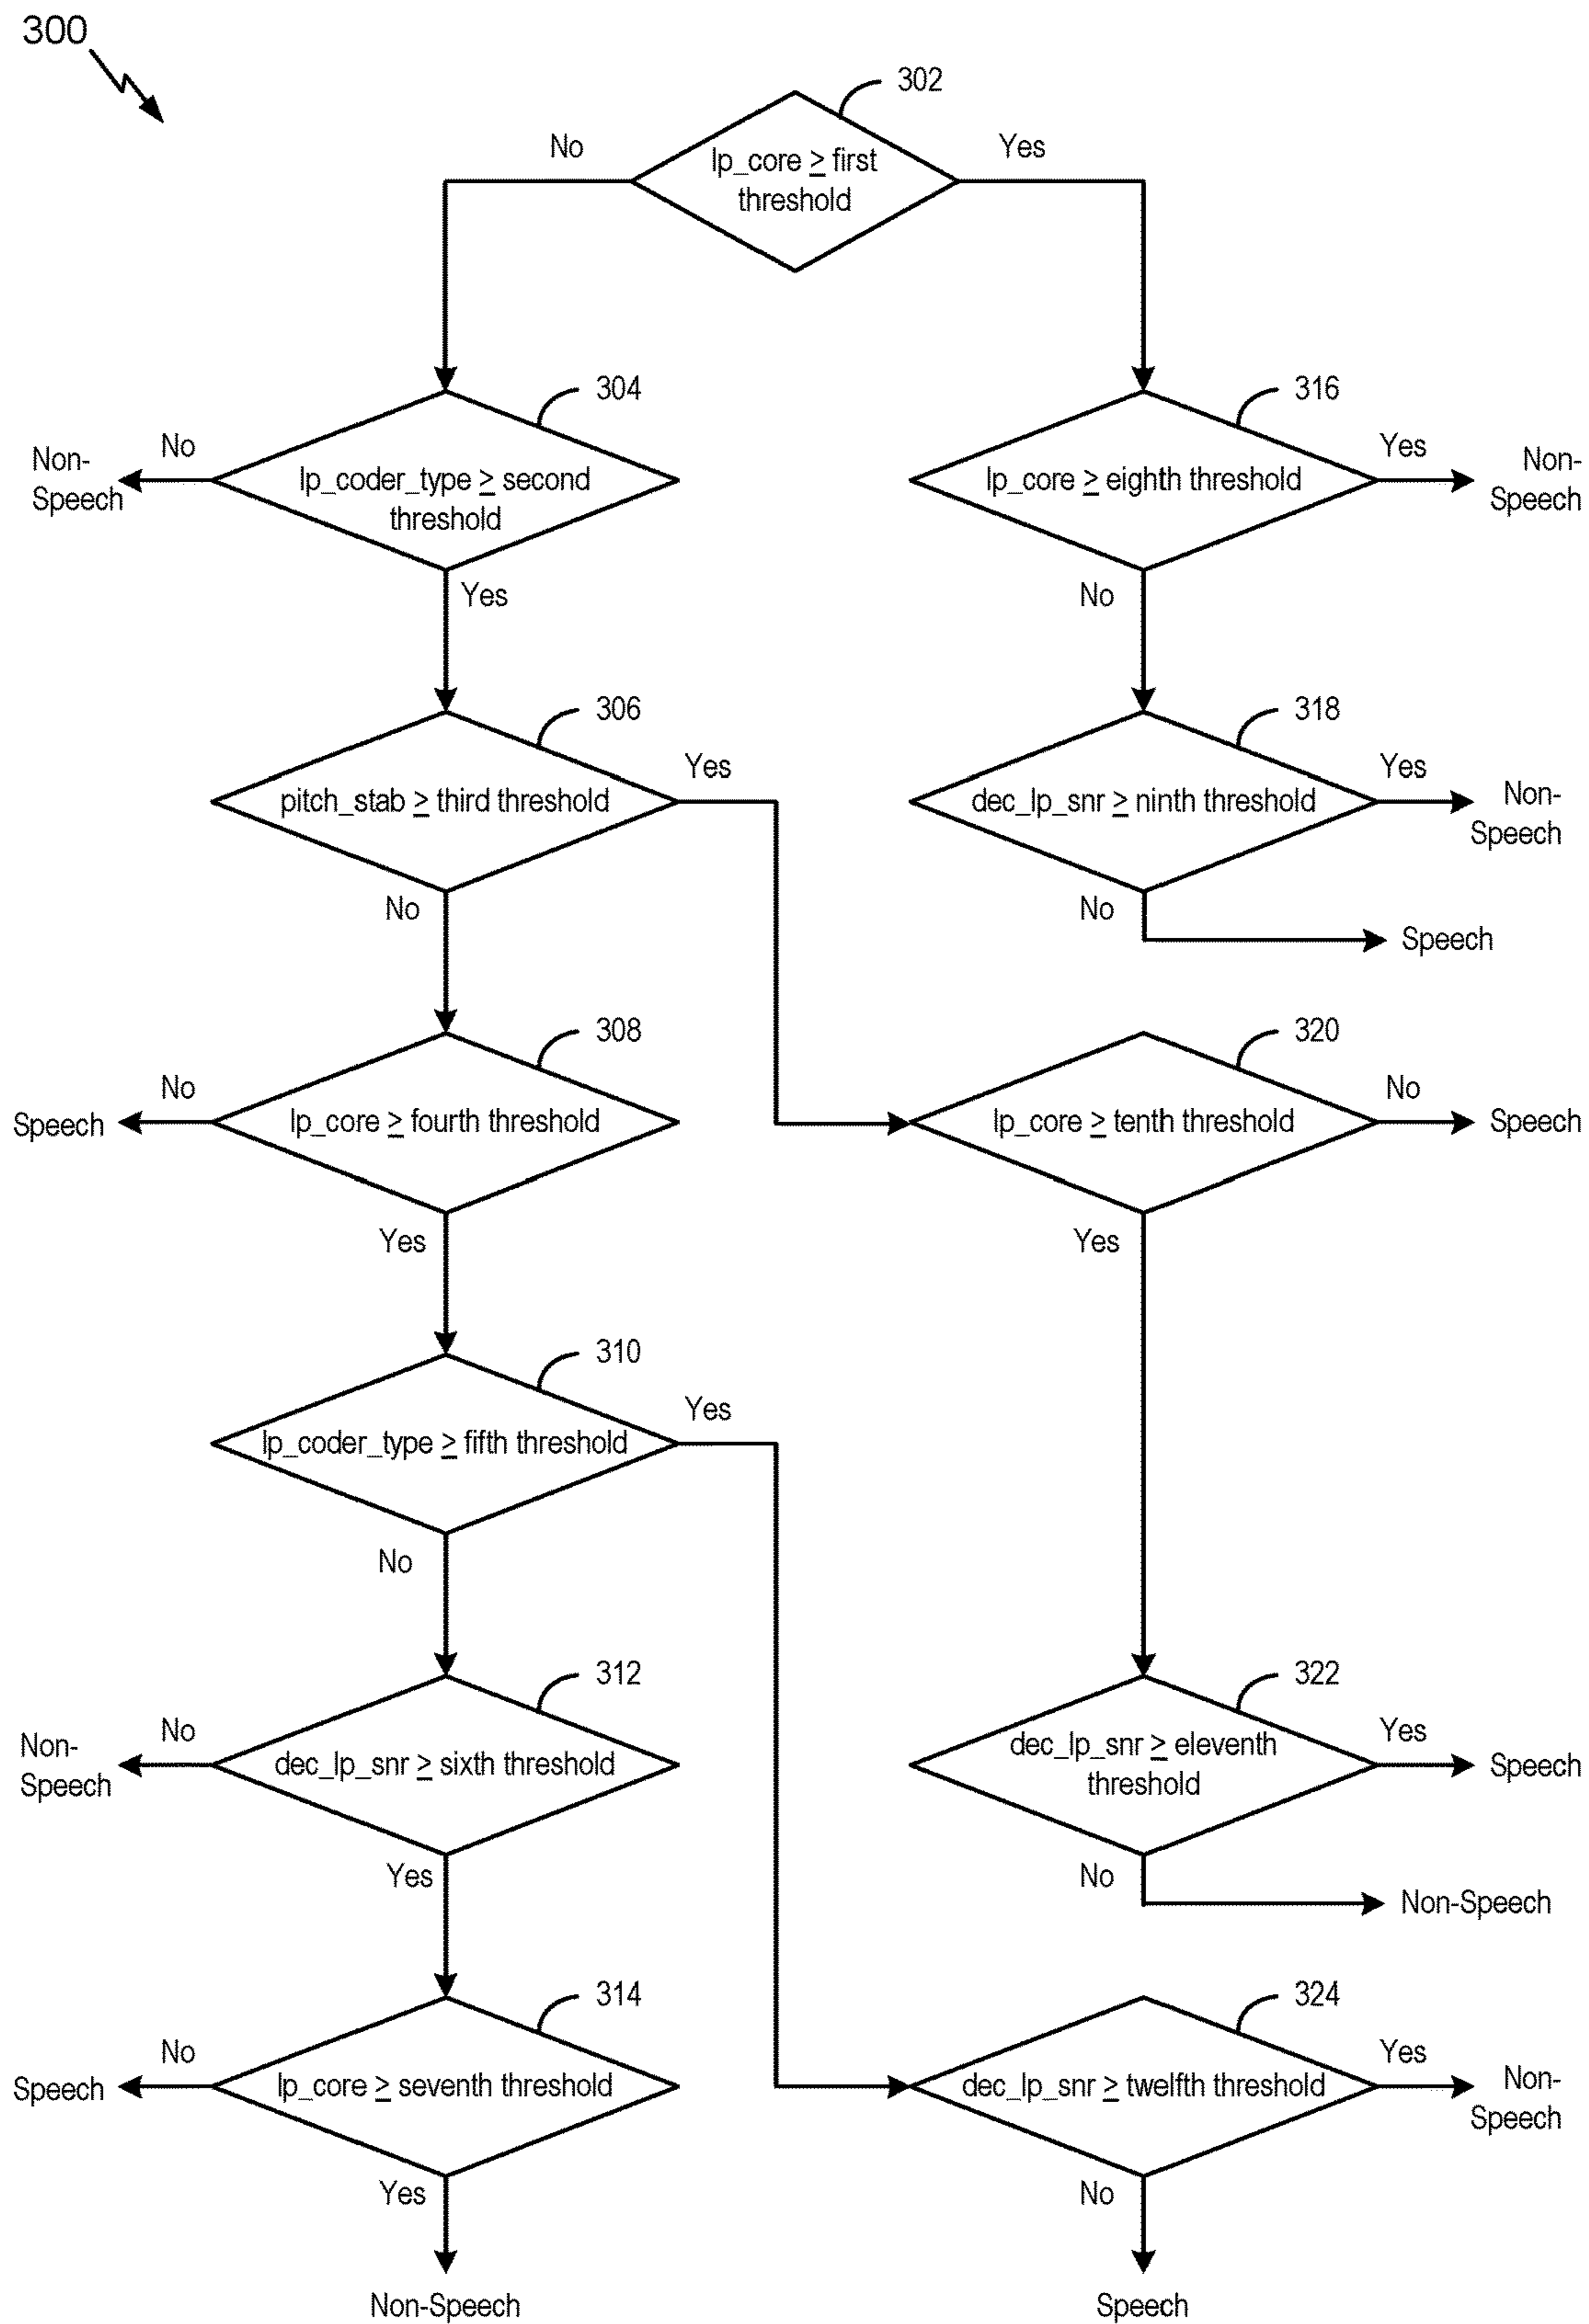 300
302
No
Yes
lp_core ≥ first
threshold
304
316
Non-
Speech
No
lp_coder_type ≥ second
threshold
Yes
lp_core ≥ eighth threshold
Yes
Non-
Speech
No
306
318
pitch_stab ≥ third threshold
Yes
No
dec_lp_snr ≥ ninth threshold
Yes
Non-
Speech
No
Speech
308
320
Speech
No
lp_core ≥ fourth threshold
Yes
lp_core ≥ tenth threshold
No
Speech
Yes
310
lp_coder_type ≥ fifth threshold
Yes
No
312
322
Non-
Speech
No
dec_lp_snr ≥ sixth threshold
Yes
dec_lp_snr ≥ eleventh
threshold
Yes
Speech
No
Non-Speech
314
324
Speech
No
lp_core ≥ seventh threshold
Yes
Non-Speech
dec_lp_snr ≥ twelfth threshold
Yes
Non-
Speech
No
Speech